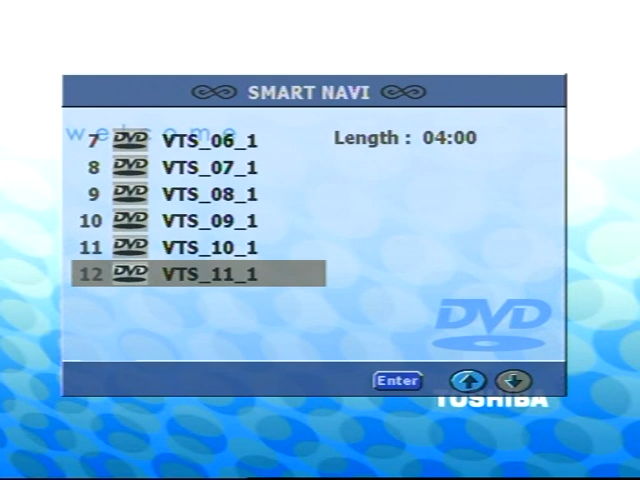 SMART NAVI
welcome
7 DVD VTS_06_1
Length : 04:00
8 DVD VTS_07_1
9 DVD VTS_08_1
10 DVD VTS_09_1
11 DVD VTS_10_1
12 DVD VTS_11_1
DVD
Enter
TOSHIBA